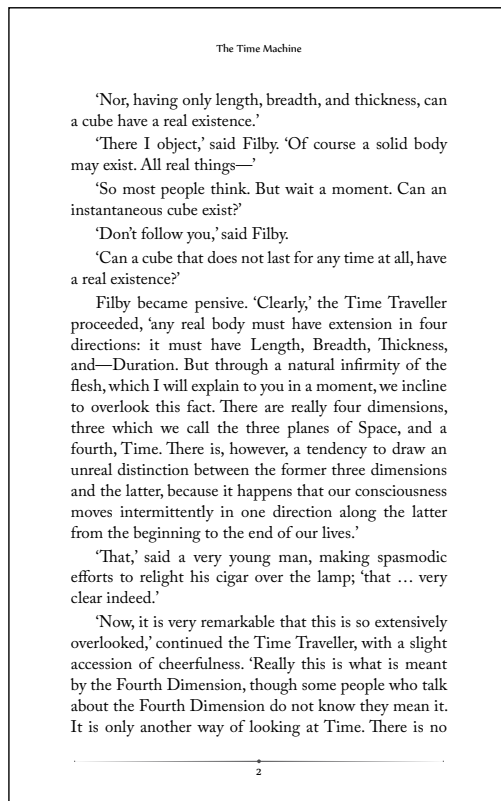 The Time Machine
‘Nor, having only length, breadth, and thickness, can
a cube have a real existence.’
‘There I object,’ said Filby. ‘Of course a solid body
may exist. All real things—’
‘So most people think. But wait a moment. Can an
instantaneous cube exist?’
‘Don’t follow you,’ said Filby.
‘Can a cube that does not last for any time at all, have
a real existence?’
Filby became pensive. ‘Clearly,’ the Time Traveller
proceeded, ‘any real body must have extension in four
directions: it must have Length, Breadth, Thickness,
and—Duration. But through a natural infirmity of the
flesh, which I will explain to you in a moment, we incline
to overlook this fact. There are really four dimensions,
three which we call the three planes of Space, and a
fourth, Time. There is, however, a tendency to draw an
unreal distinction between the former three dimensions
and the latter, because it happens that our consciousness
moves intermittently in one direction along the latter
from the beginning to the end of our lives.’
‘That,’ said a very young man, making spasmodic
efforts to relight his cigar over the lamp; ‘that … very
clear indeed.’
‘Now, it is very remarkable that this is so extensively
overlooked,’ continued the Time Traveller, with a slight
accession of cheerfulness. ‘Really this is what is meant
by the Fourth Dimension, though some people who talk
about the Fourth Dimension do not know they mean it.
It is only another way of looking at Time. There is no
2